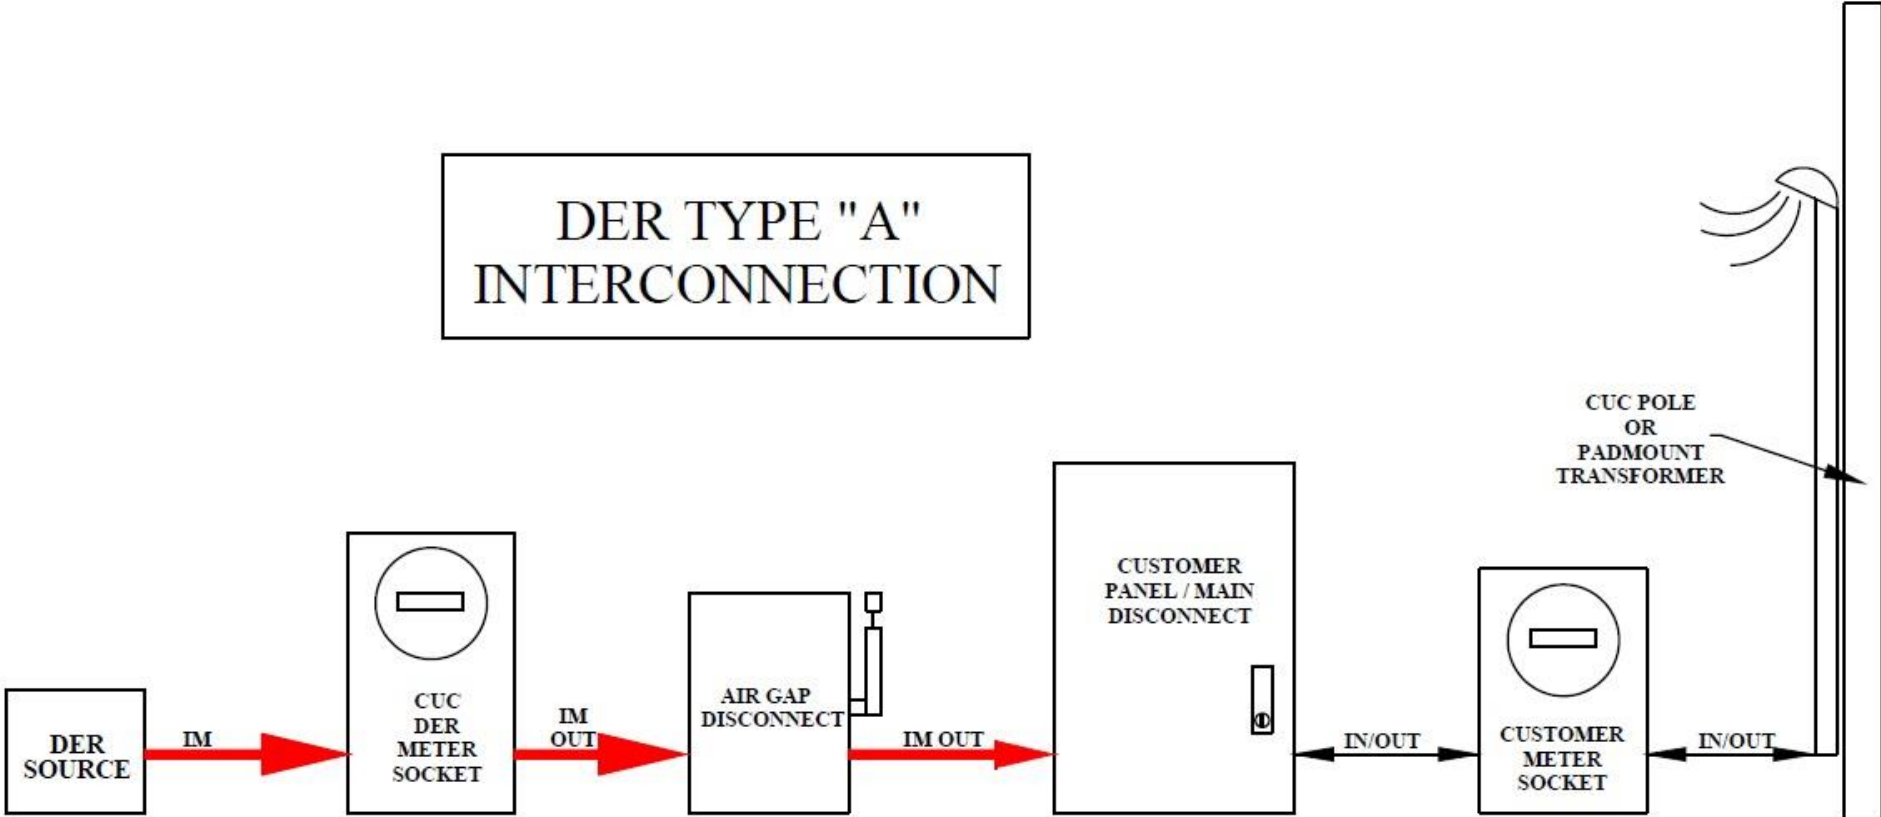 DER TYPE "A"
INTERCONNECTION
CUC POLE
OR
PADMOUNT
TRANSFORMER
DER
SOURCE
IM
CUC
DER
METER
SOCKET
IM
OUT
AIR GAP
DISCONNECT
IM OUT
CUSTOMER
PANEL / MAIN
DISCONNECT
IN/OUT
CUSTOMER
METER
SOCKET
IN/OUT